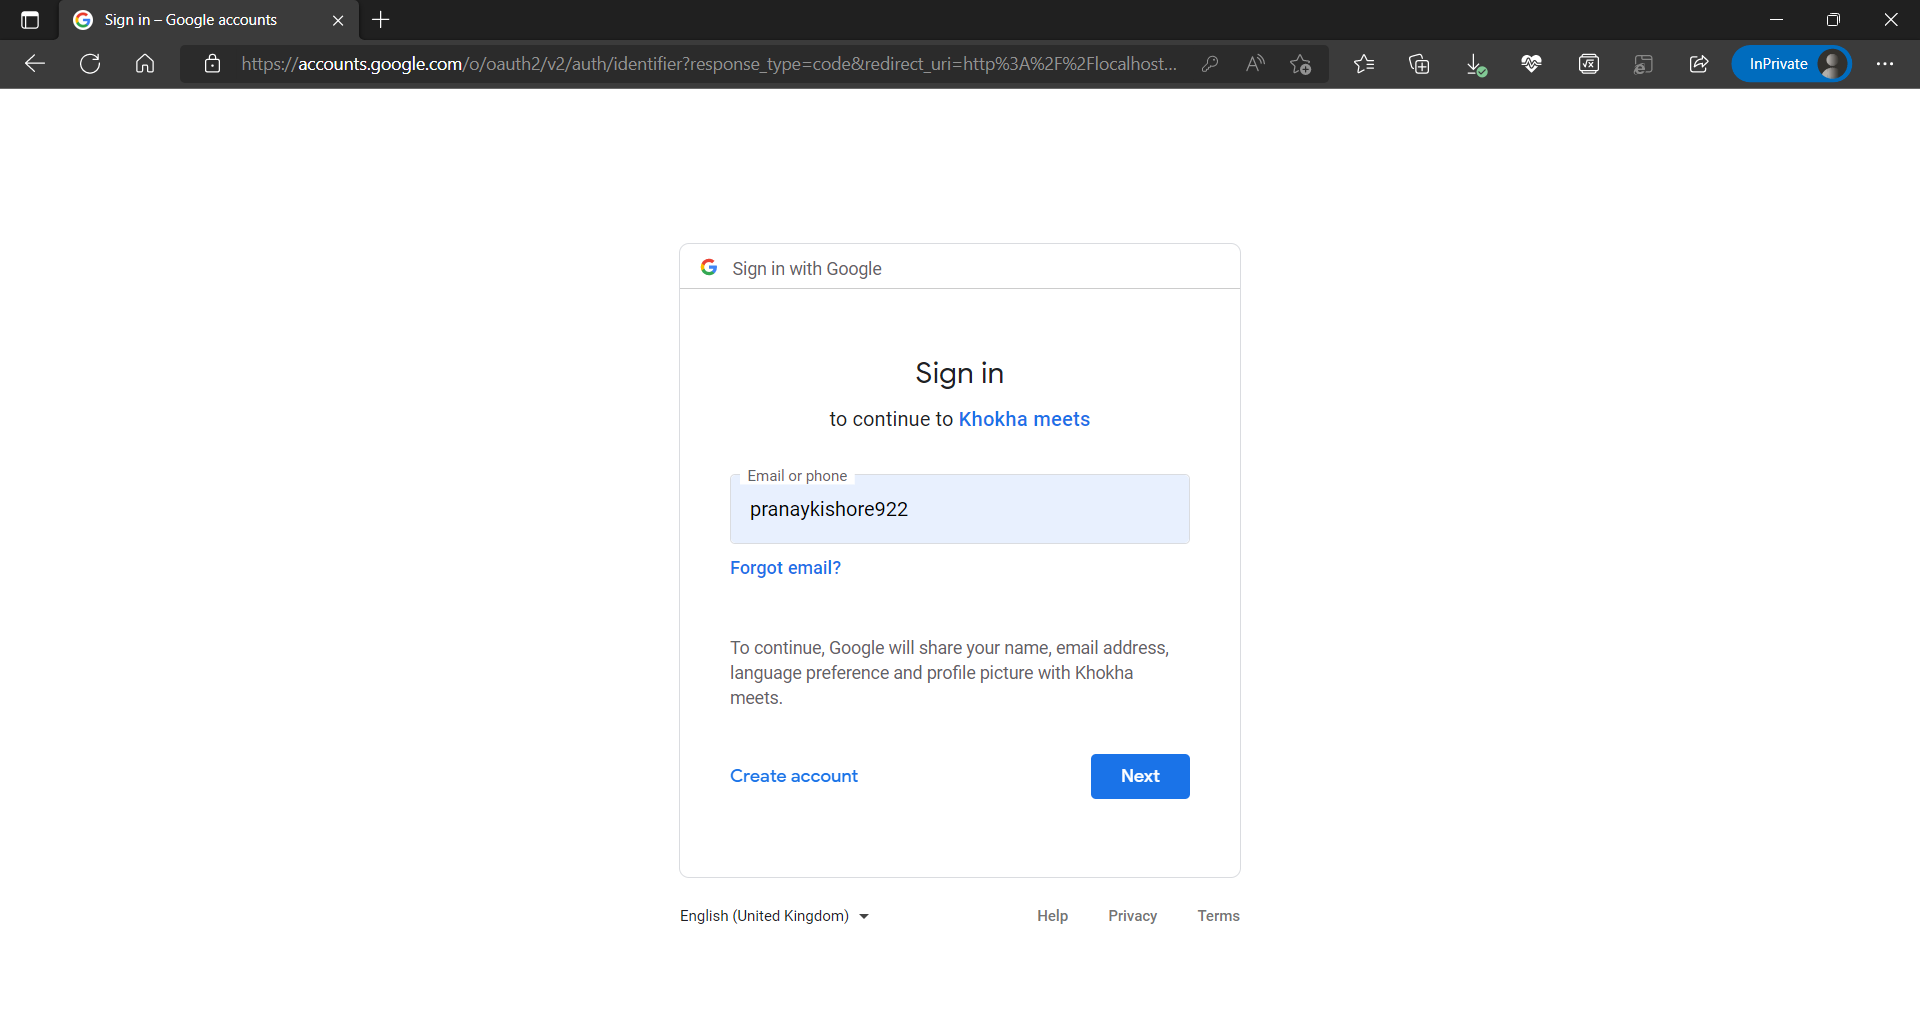 Sign in – Google accounts
https://accounts.google.com/o/oauth2/v2/auth/identifier?response_type=code&redirect_uri=http%3A%2F%2Flocalhost...
InPrivate
Sign in with Google
Sign in
to continue to Khokha meets
Email or phone
pranaykishore922
Forgot email?
To continue, Google will share your name, email address,
language preference and profile picture with Khokha
meets.
Create account
Next
English (United Kingdom)
Help
Privacy
Terms